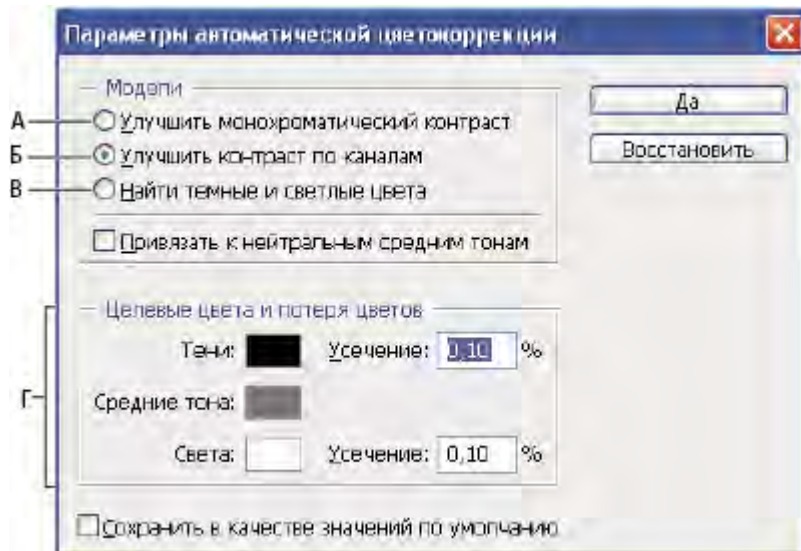 Параметры автоматической цветокоррекции
Модели
Да
А
Улучшить монохроматический контраст
Б
Улучшить контраст по каналам
Восстановить
В
Найти темные и светлые цвета
Привязать к нейтральным средним тонам
Целевые цвета и потеря цветов
Тени: Усечение: 0,10 %
Г
Средние тона:
Света: Усечение: 0,10 %
Сохранить в качестве значений по умолчанию